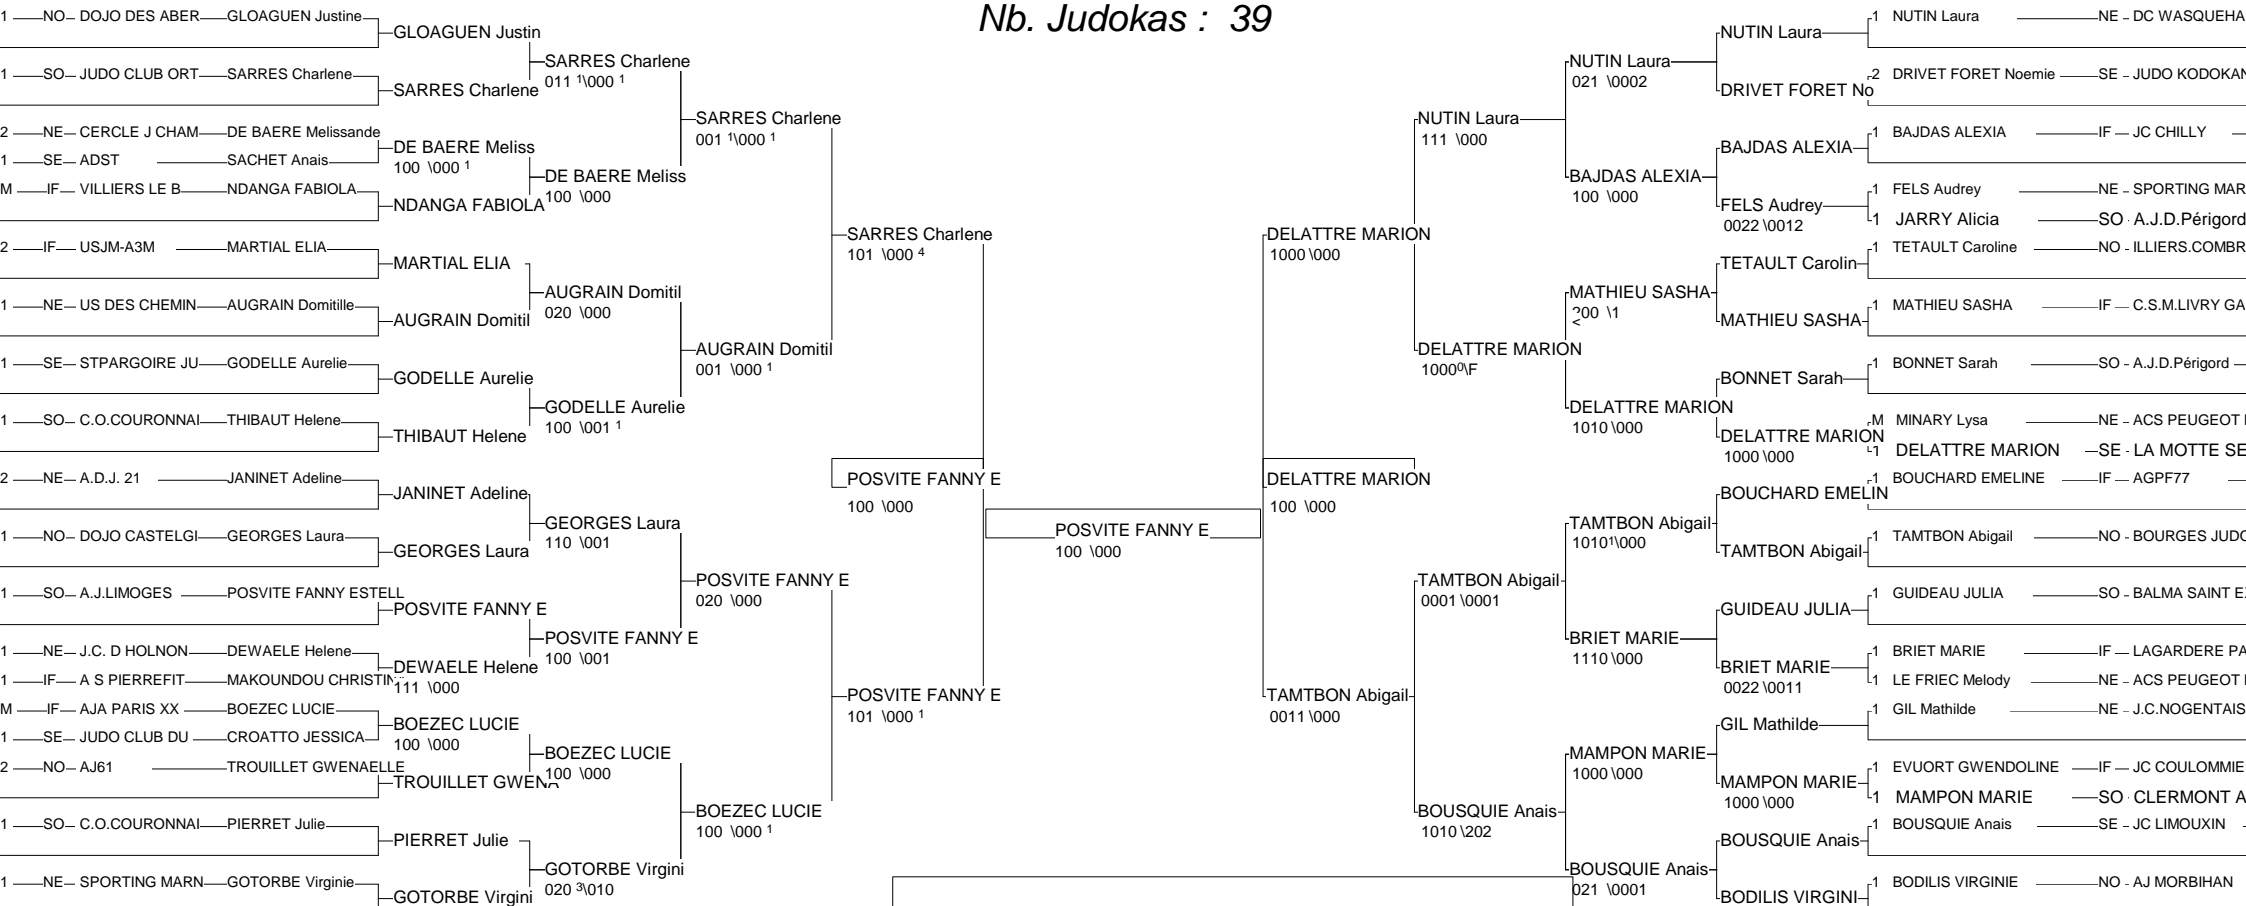 Nb. Judokas : 39
1 NO DOJO DES ABER GLOAGUEN Justine
GLOAGUEN Justin
SARRES Charlene
011 1\000 1
1 SO JUDO CLUB ORT SARRES Charlene
SARRES Charlene
SARRES Charlene
001 1\000 1
2 NE CERCLE J CHAM DE BAERE Melissande
DE BAERE Meliss
100 \000 1
1 SE ADST SACHET Anais
DE BAERE Meliss
100 \000
M IF VILLIERS LE B NDANGA FABIOLA
NDANGA FABIOLA
SARRES Charlene
101 \000 4
2 IF USJM-A3M MARTIAL ELIA
MARTIAL ELIA
AUGRAIN Domitil
020 \000
1 NE US DES CHEMIN AUGRAIN Domitille
AUGRAIN Domitil
AUGRAIN Domitil
001 \000 1
1 SE STPARGOIRE JU GODELLE Aurelie
GODELLE Aurelie
GODELLE Aurelie
100 \001 1
1 SO C.O.COURONNAI THIBAUT Helene
THIBAUT Helene
POSVITE FANNY E
100 \000
2 NE A.D.J. 21 JANINET Adeline
JANINET Adeline
GEORGES Laura
110 \001
1 NO DOJO CASTELGI GEORGES Laura
GEORGES Laura
POSVITE FANNY E
020 \000
1 SO A.J.LIMOGES POSVITE FANNY ESTELL
POSVITE FANNY E
POSVITE FANNY E
100 \001
1 NE J.C. D HOLNON DEWAELE Helene
DEWAELE Helene
111 \000
1 IF A S PIERREFIT MAKOUNDOU CHRISTIN
POSVITE FANNY E
101 \000 1
M IF AJA PARIS XX BOEZEC LUCIE
BOEZEC LUCIE
100 \000
1 SE JUDO CLUB DU CROATTO JESSICA
BOEZEC LUCIE
100 \000
2 NO AJ61 TROUILLET GWENAELLE
TROUILLET GWENA
BOEZEC LUCIE
100 \000 1
1 SO C.O.COURONNAI PIERRET Julie
PIERRET Julie
GOTORBE Virgini
020 3\010
1 NE SPORTING MARN GOTORBE Virginie
GOTORBE Virgini
POSVITE FANNY E
100 \000
1 NUTIN Laura NE - DC WASQUEHA
NUTIN Laura
NUTIN Laura
021 \0002
2 DRIVET FORET Noemie SE - JUDO KODOKAN
DRIVET FORET No
NUTIN Laura
111 \000
1 BAJDAS ALEXIA IF JC CHILLY
BAJDAS ALEXIA
BAJDAS ALEXIA
100 \000
1 FELS Audrey NE - SPORTING MAR
FELS Audrey
0022 \0012
1 JARRY Alicia SO - A.J.D.Périgord
DELATTRE MARION
1000 \000
1 TETAULT Caroline NO - ILLIERS.COMBR
TETAULT Carolin
MATHIEU SASHA
200 \1
<
1 MATHIEU SASHA IF C.S.M.LIVRY GA
MATHIEU SASHA
DELATTRE MARION
1000 0\F
1 BONNET Sarah SO - A.J.D.Périgord
BONNET Sarah
DELATTRE MARION
1010 \000
M MINARY Lysa NE - ACS PEUGEOT
DELATTRE MARION
1000 \000
1 DELATTRE MARION SE - LA MOTTE SE
DELATTRE MARION
100 \000
1 BOUCHARD EMELINE IF AGPF77
BOUCHARD EMELIN
TAMTBON Abigail
1010 1\000
1 TAMTBON Abigail NO - BOURGES JUDO
TAMTBON Abigail
TAMTBON Abigail
0001 \0001
1 GUIDEAU JULIA SO - BALMA SAINT E
GUIDEAU JULIA
BRIET MARIE
1110 \000
1 BRIET MARIE IF LAGARDERE PA
BRIET MARIE
0022 \0011
1 LE FRIEC Melody NE - ACS PEUGEOT
TAMTBON Abigail
0011 \000
1 GIL Mathilde NE - J.C.NOGENTAIS
GIL Mathilde
MAMPON MARIE
1000 \000
1 EVUORT GWENDOLINE IF JC COULOMMIE
MAMPON MARIE
1000 \000
1 MAMPON MARIE SO CLERMONT A
BOUSQUIE Anais
1010 \202
1 BOUSQUIE Anais SE - JC LIMOUXIN
BOUSQUIE Anais
BOUSQUIE Anais
021 \0001
1 BODILIS VIRGINIE NO - AJ MORBIHAN
BODILIS VIRGINI